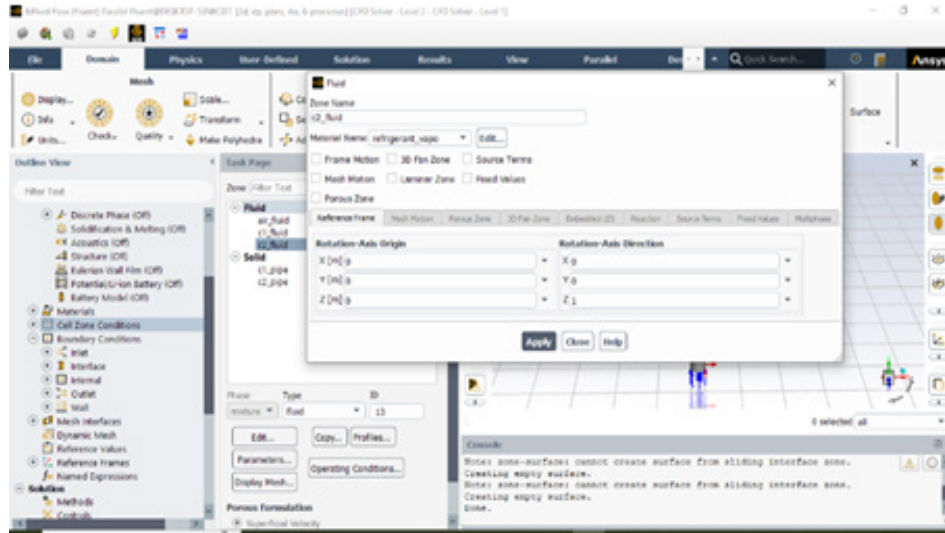 File Domain Physics User-Defined Solution Results View Parallel
Quick Search...
Mesh
Display...
Info
Units...
Check
Quality
Scale...
Transform
Make Polyhedra
Surface
Fluid
Zone Name
c2_fluid
Material Name refrigerant_vapo Edit...
Frame Motion 3D Fan Zone Source Terms
Mesh Motion Laminar Zone Fixed Values
Porous Zone
Reference Frame Mesh Motion Porous Zone 3D Fan Zone Embedded LES Reaction Source Terms Fixed Values Multiphase
Rotation-Axis Origin Rotation-Axis Direction
X [m] 0 X 0
Y [m] 0 Y 0
Z [m] 0 Z 1
Apply Close Help
Outline View
Filter Text
Discrete Phase (Off)
Solidification & Melting (Off)
Acoustics (Off)
Structure (Off)
Eulerian Wall Film (Off)
Potential/Li-ion Battery (Off)
Battery Model (Off)
Materials
Cell Zone Conditions
Boundary Conditions
Inlet
Interface
Internal
Outlet
Wall
Mesh Interfaces
Dynamic Mesh
Reference Values
Reference Frames
Named Expressions
Solution
Methods
Controls
Task Page
Zone Filter Text
Fluid
air_fluid
c1_fluid
c2_fluid
Solid
c1_pipe
c2_pipe
Phase Type ID
mixture fluid 13
Edit... Copy... Profiles...
Parameters... Operating Conditions...
Display Mesh...
Porous Formulation
Superficial Velocity
0 selected all
Console
Note: zone-surface: cannot create surface from sliding interface zone.
Creating empty surface.
Note: zone-surface: cannot create surface from sliding interface zone.
Creating empty surface.
Done.